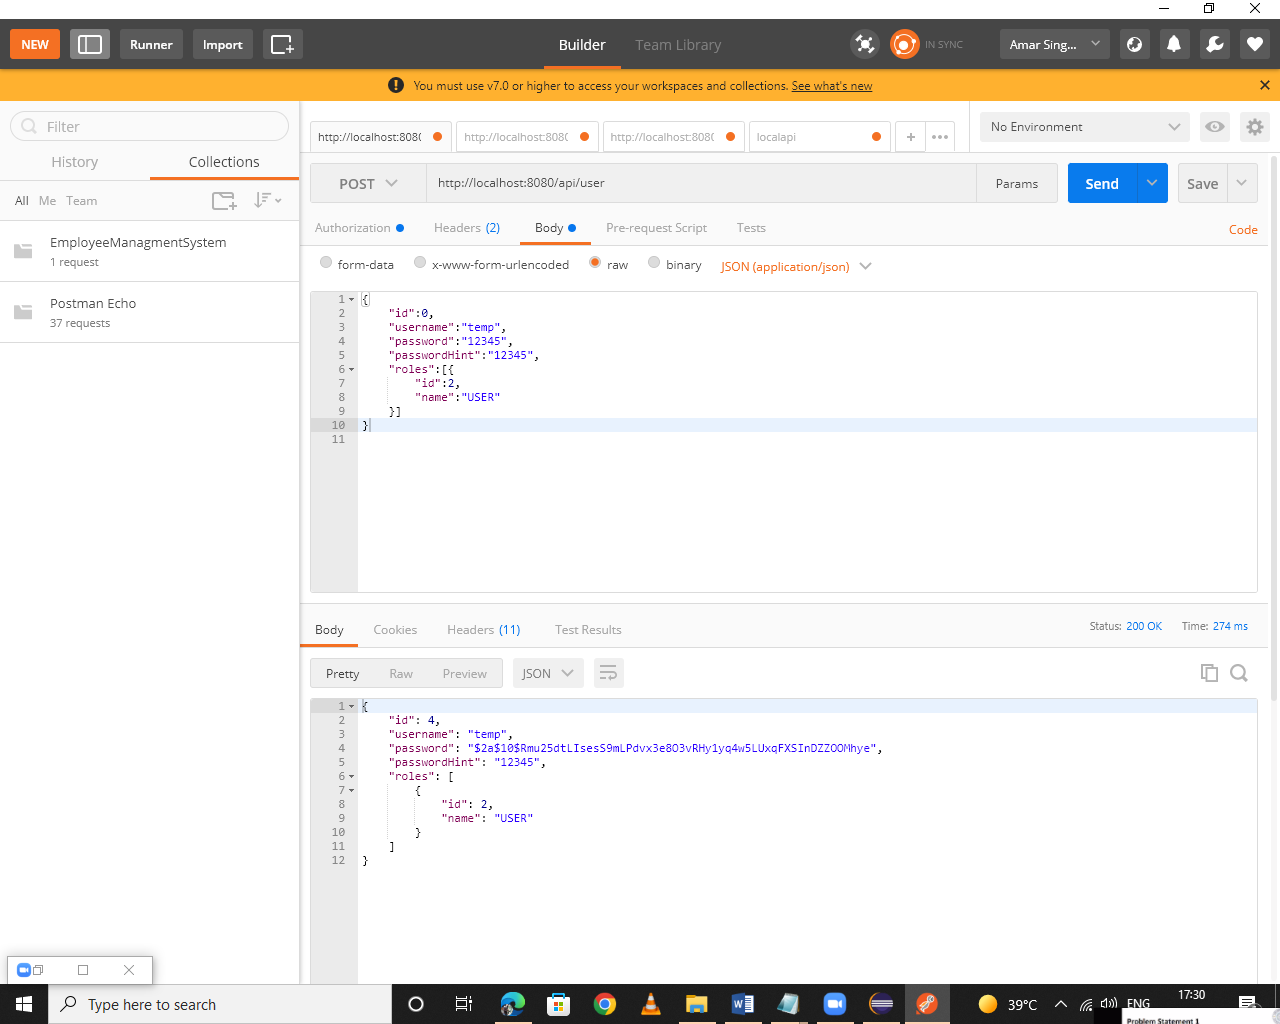 NEW
Runner
Import
Builder
Team Library
IN SYNC
Amar Sing...
You must use v7.0 or higher to access your workspaces and collections. See what's new
Filter
History
Collections
All Me Team
EmployeeManagmentSystem
1 request
Postman Echo
37 requests
http://localhost:808
http://localhost:808
http://localhost:808
localapi
+
•••
No Environment
POST
http://localhost:8080/api/user
Params
Send
Save
Authorization
Headers (2)
Body
Pre-request Script
Tests
Code
form-data
x-www-form-urlencoded
raw
binary
JSON (application/json)
1 {
2 "id":0,
3 "username":"temp",
4 "password":"12345",
5 "passwordHint":"12345",
6 "roles":[{
7 "id":2,
8 "name":"USER"
9 }]
10 }
11
Body
Cookies
Headers (11)
Test Results
Status: 200 OK
Time: 274 ms
Pretty
Raw
Preview
JSON
1 {
2 "id": 4,
3 "username": "temp",
4 "password": "$2a$10$Rmu25dtLIsesS9mLPdvx3e8O3vRHy1yq4w5LUxqFXSInDZZOOMhye",
5 "passwordHint": "12345",
6 "roles": [
7 {
8 "id": 2,
9 "name": "USER"
10 }
11 ]
12 }
Type here to search
39°C
ENG
17:30
Problem Statement 1